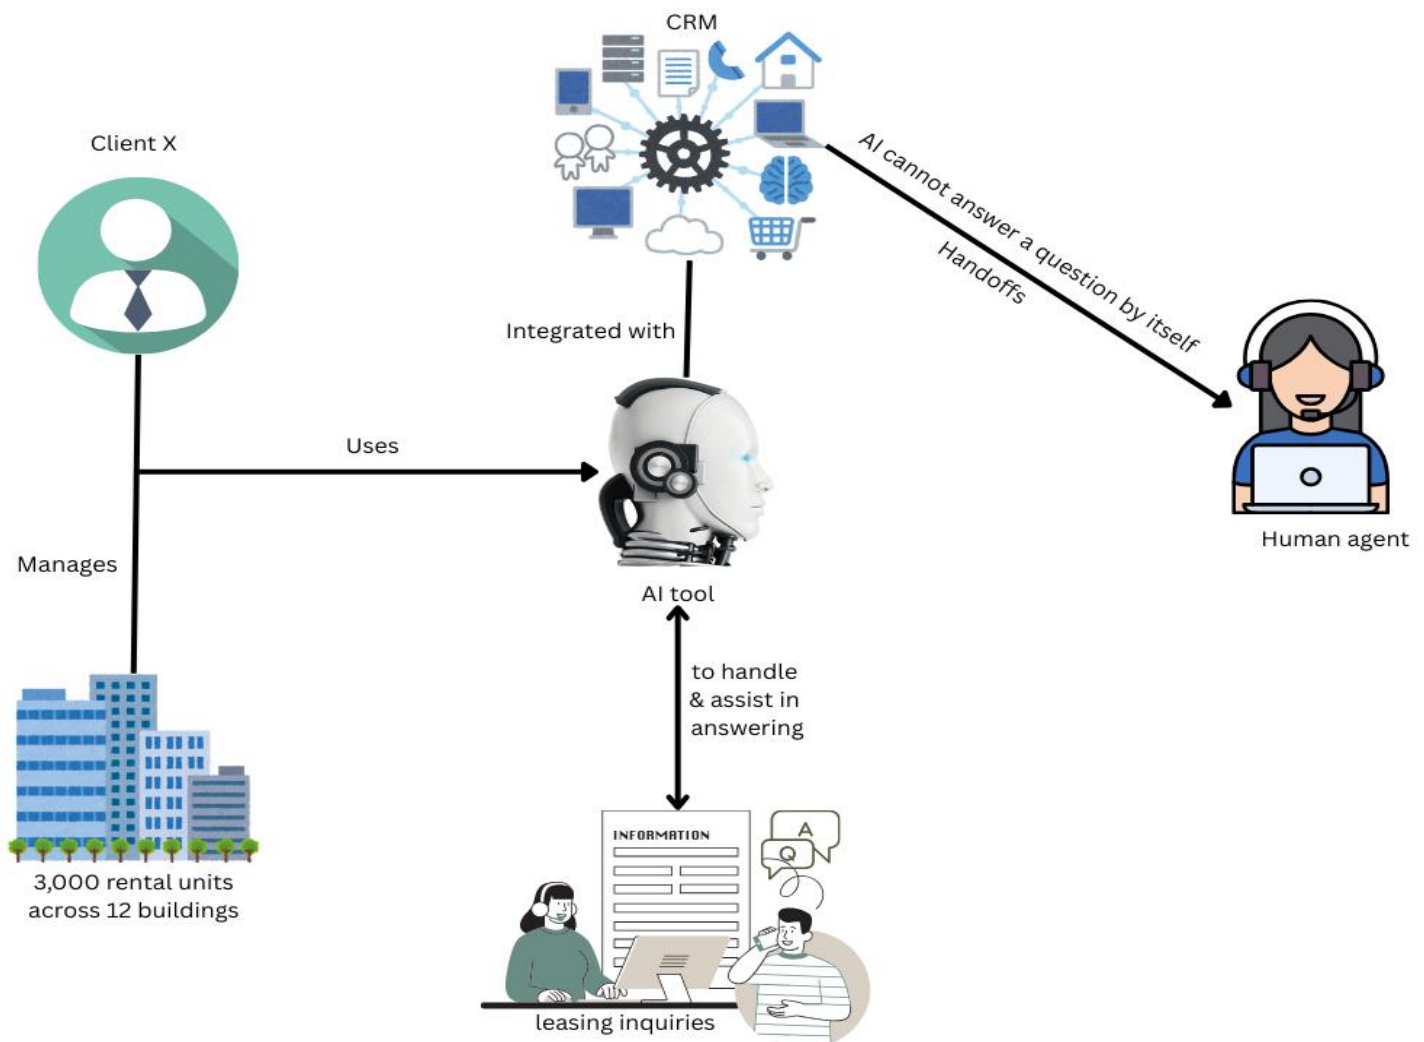 CRM
Client X
AI cannot answer a question by itself
Handoffs
Integrated with
Uses
Human agent
Manages
AI tool
to handle
& assist in
answering
INFORMATION
A
Q
3,000 rental units
across 12 buildings
leasing inquiries